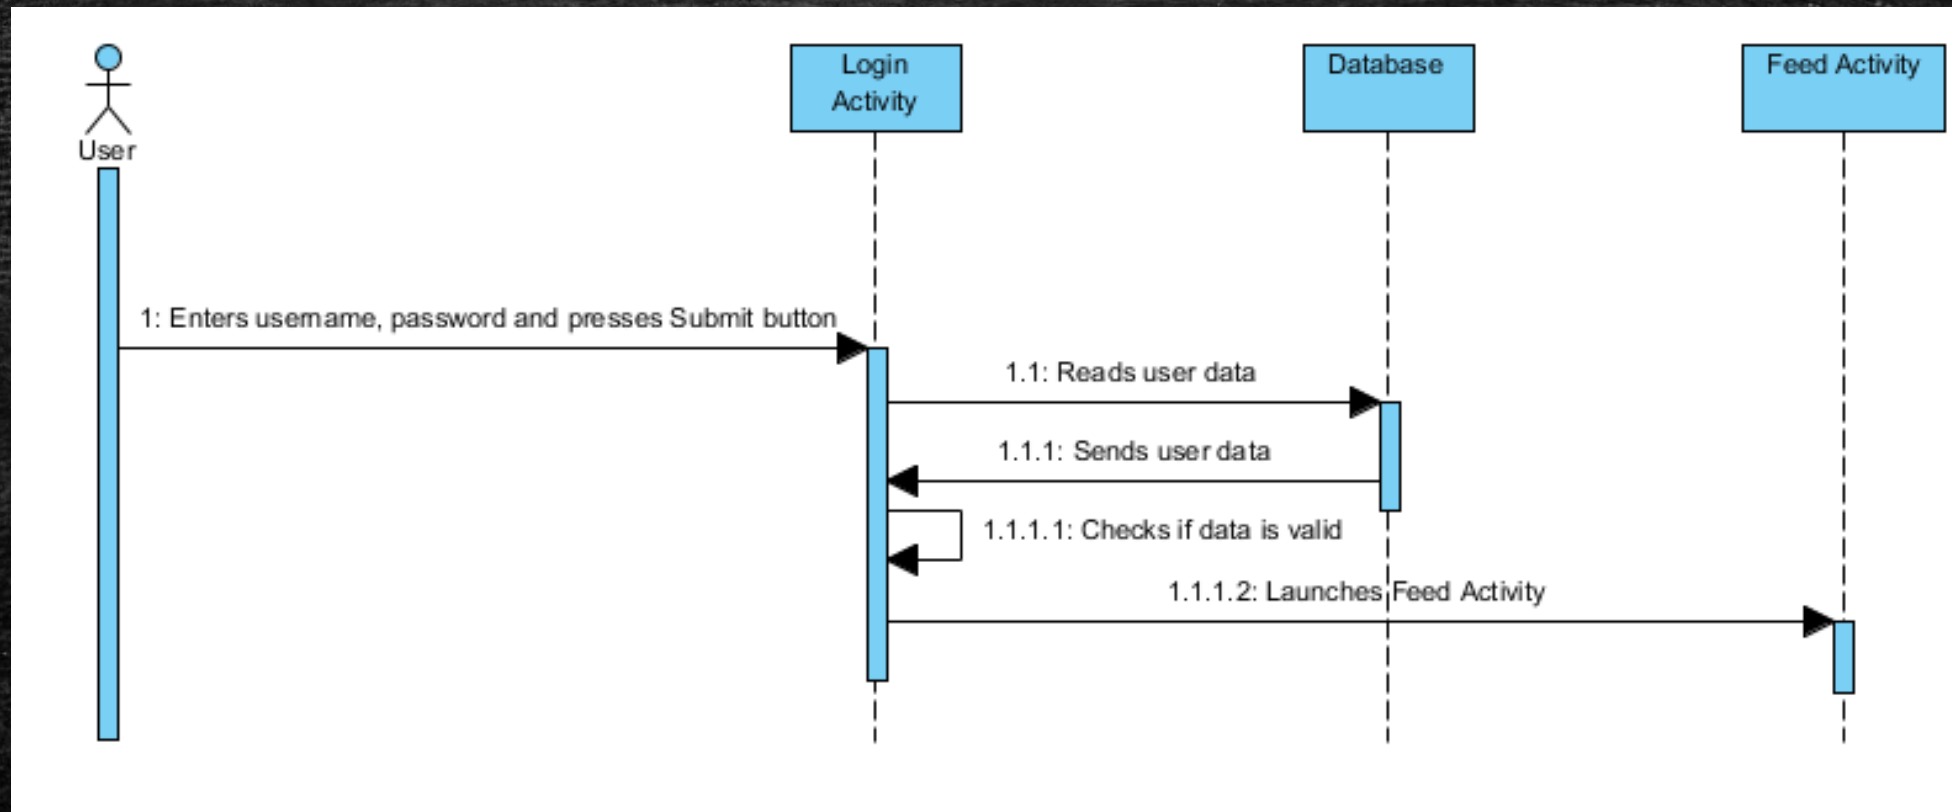 User
Login
Activity
Database
Feed Activity
1: Enters username, password and presses Submit button
1.1: Reads user data
1.1.1: Sends user data
1.1.1.1: Checks if data is valid
1.1.1.2: Launches Feed Activity